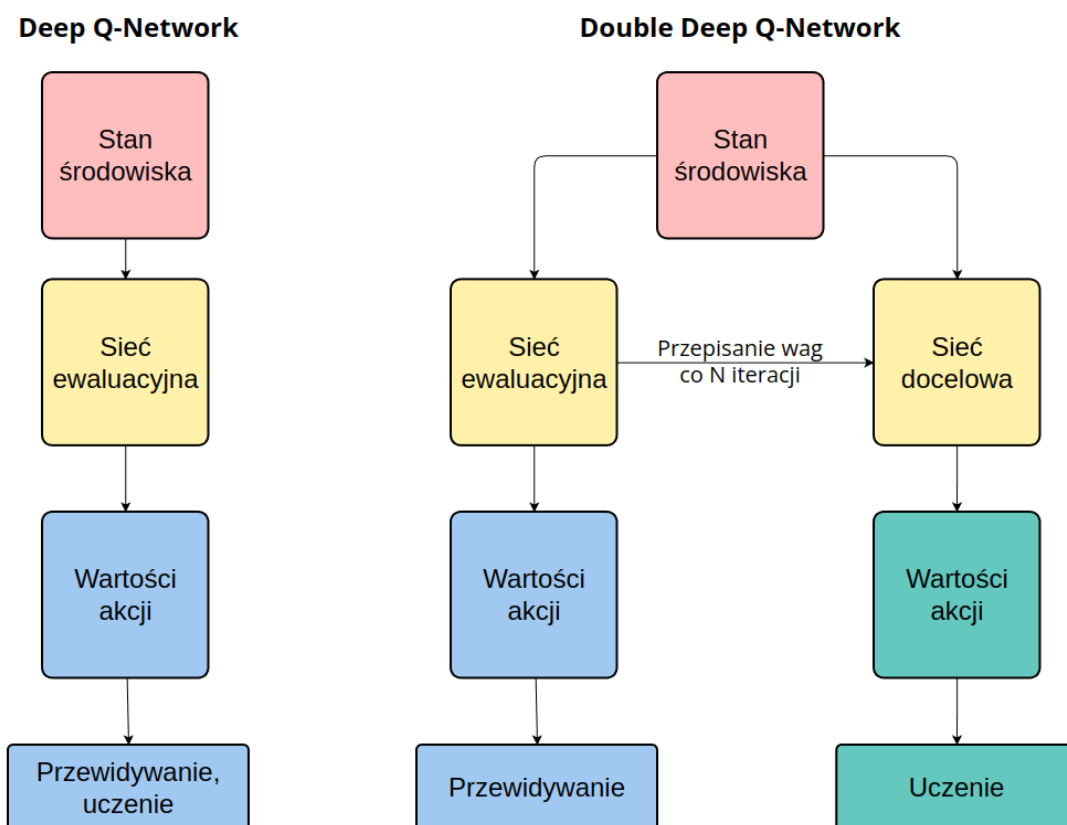 Deep Q-Network
Stan
środowiska
Sieć
ewaluacyjna
Wartości
akcji
Przewidywanie,
uczenie
Double Deep Q-Network
Stan
środowiska
Sieć
ewaluacyjna
Przepisanie wag
co N iteracji
Sieć
docelowa
Wartości
akcji
Wartości
akcji
Przewidywanie
Uczenie